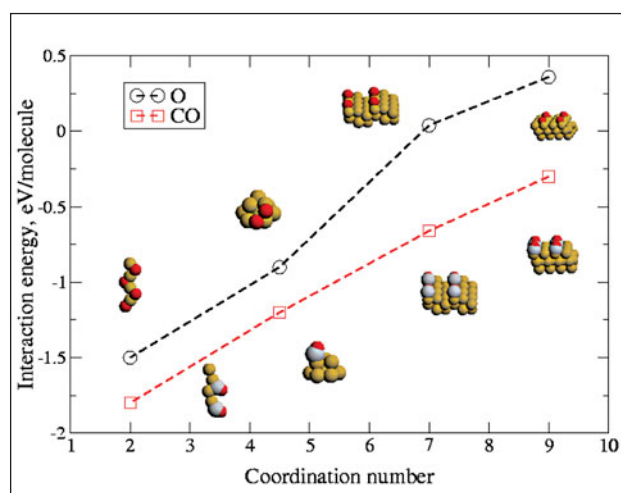 0.5
0
-0.5
-1
-1.5
-2
Interaction energy, eV/molecule
O
CO
1 2 3 4 5 6 7 8 9 10
Coordination number